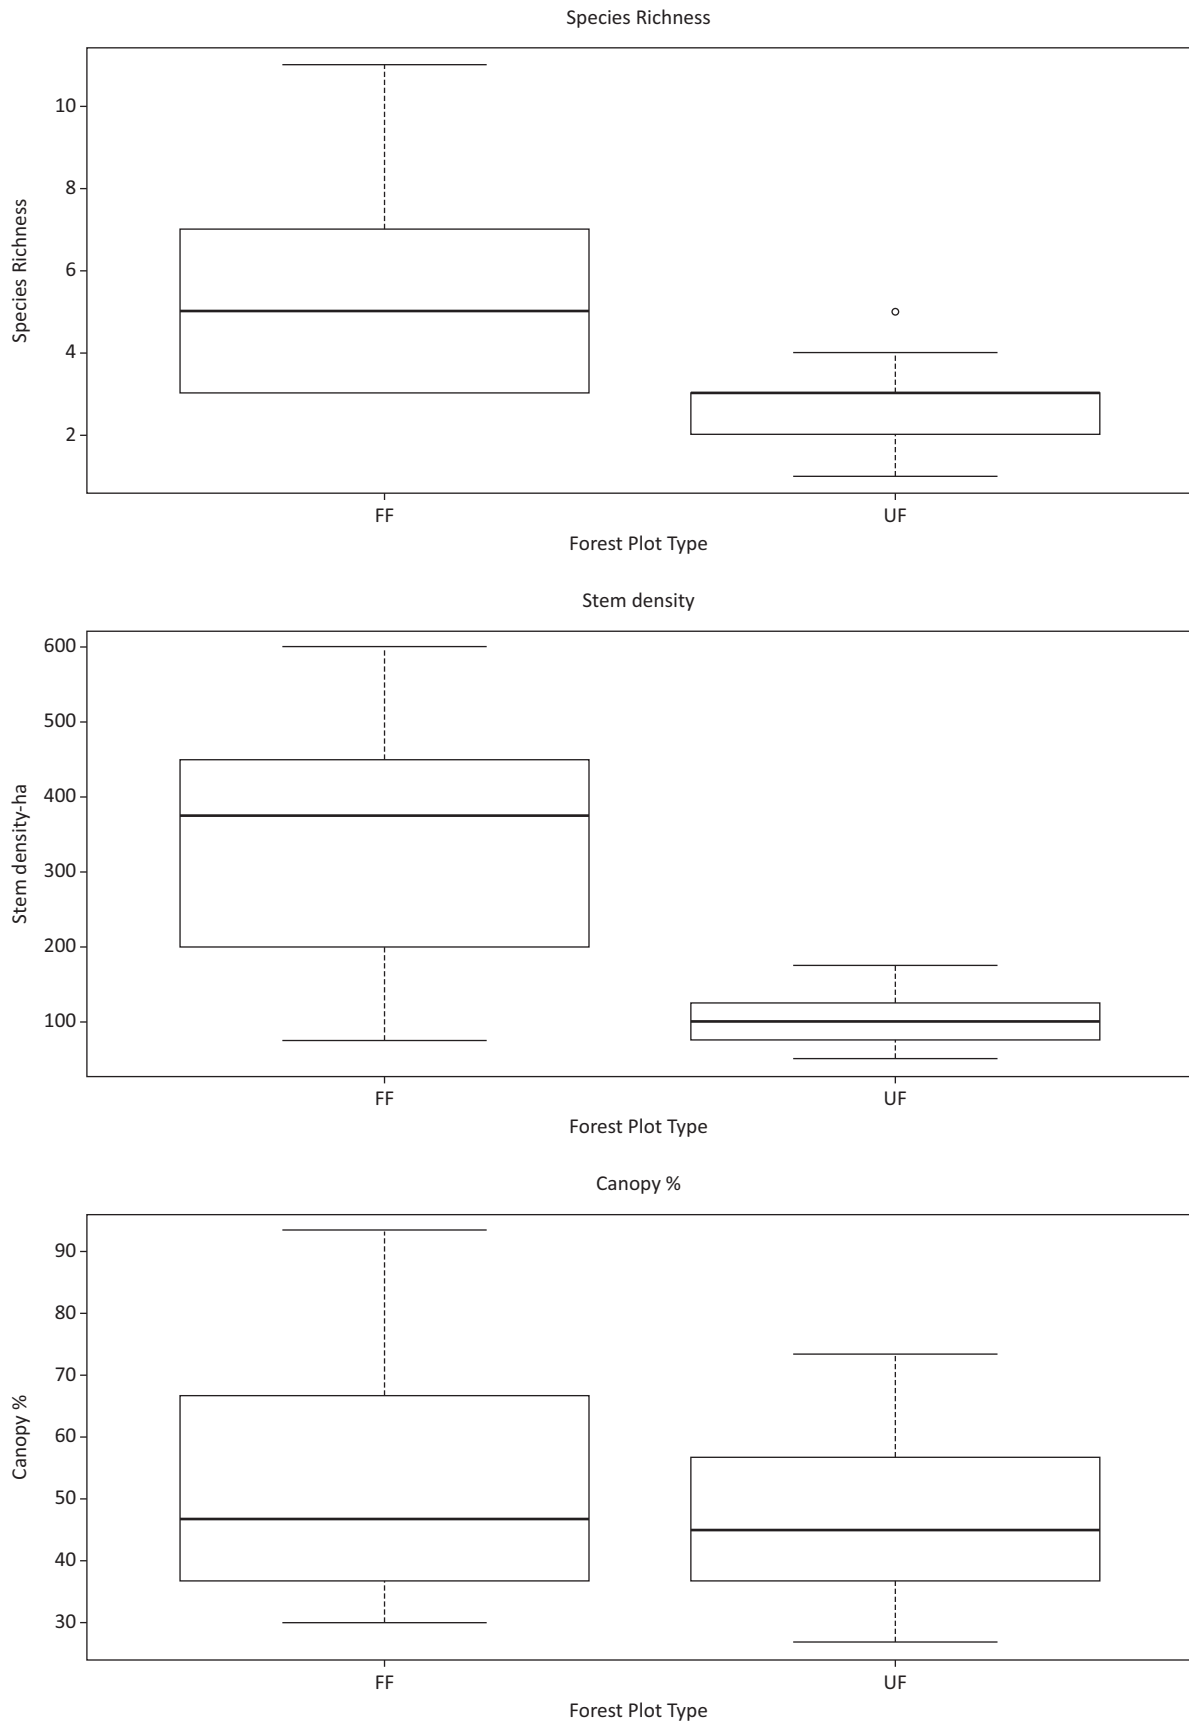 Species Richness
Species Richness
10
8
6
4
2
FF
UF
Forest Plot Type
Stem density
Stem density-ha
600
500
400
300
200
100
FF
UF
Forest Plot Type
Canopy %
Canopy %
90
80
70
60
50
40
30
FF
UF
Forest Plot Type